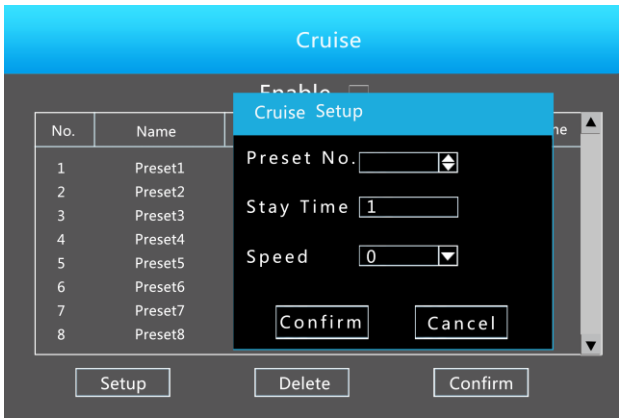 Cruise
Enable
Cruise Setup
No. Name
Preset No.
1 Preset1
2 Preset2
Stay Time 1
3 Preset3
4 Preset4
Speed 0
5 Preset5
6 Preset6
7 Preset7
Confirm Cancel
8 Preset8
Setup Delete Confirm